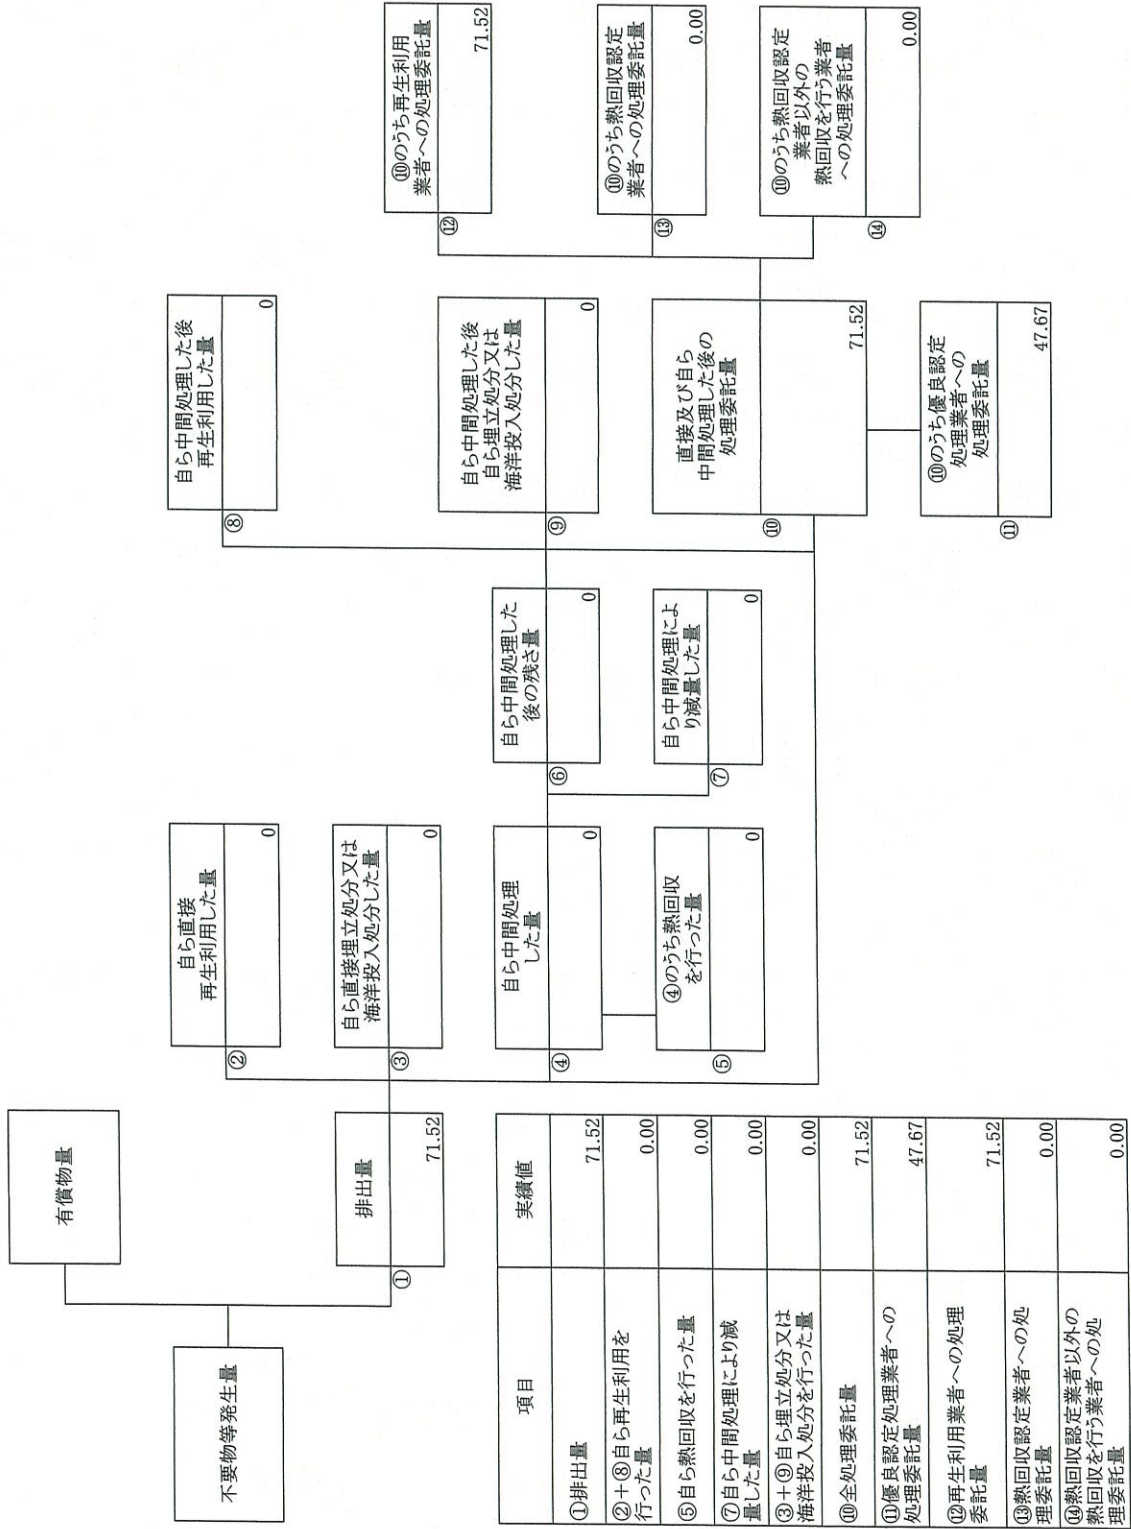 不要物等発生量
有償物量
排出量
①
71.52
自ら直接
再生利用した量
②
0
自ら直接埋立処分又は
海洋投入処分した量
③
0
自ら中間処理
した量
④
0
④のうち熱回収
を行った量
⑤
0
自ら中間処理した
後の残さ量
⑥
0
自ら中間処理によ
り減量した量
⑦
0
自ら中間処理した後
再生利用した量
⑧
0
自ら中間処理した後
自ら埋立処分又は
海洋投入処分した量
⑨
0
直接及び自ら
中間処理した後の
処理委託量
⑩
71.52
⑩のうち優良認定
処理業者への
処理委託量
⑪
47.67
⑩のうち再生利用
業者への処理委託量
⑫
71.52
⑩のうち熱回収認定
業者への処理委託量
⑬
0.00
⑩のうち熱回収認定
業者以外の
熱回収を行う業者
への処理委託量
⑭
0.00
項目 実績値
①排出量 71.52
②+⑧自ら再生利用を
行った量 0.00
⑤自ら熱回収を行った量 0.00
⑦自ら中間処理により減
量した量 0.00
③+⑨自ら埋立処分又は
海洋投入処分を行った量 0.00
⑩全処理委託量 71.52
⑪優良認定処理業者への
処理委託量 47.67
⑫再生利用業者への処理
委託量 71.52
⑬熱回収認定業者への処
理委託量 0.00
⑭熱回収認定業者以外の
熱回収を行う業者への処
理委託量 0.00